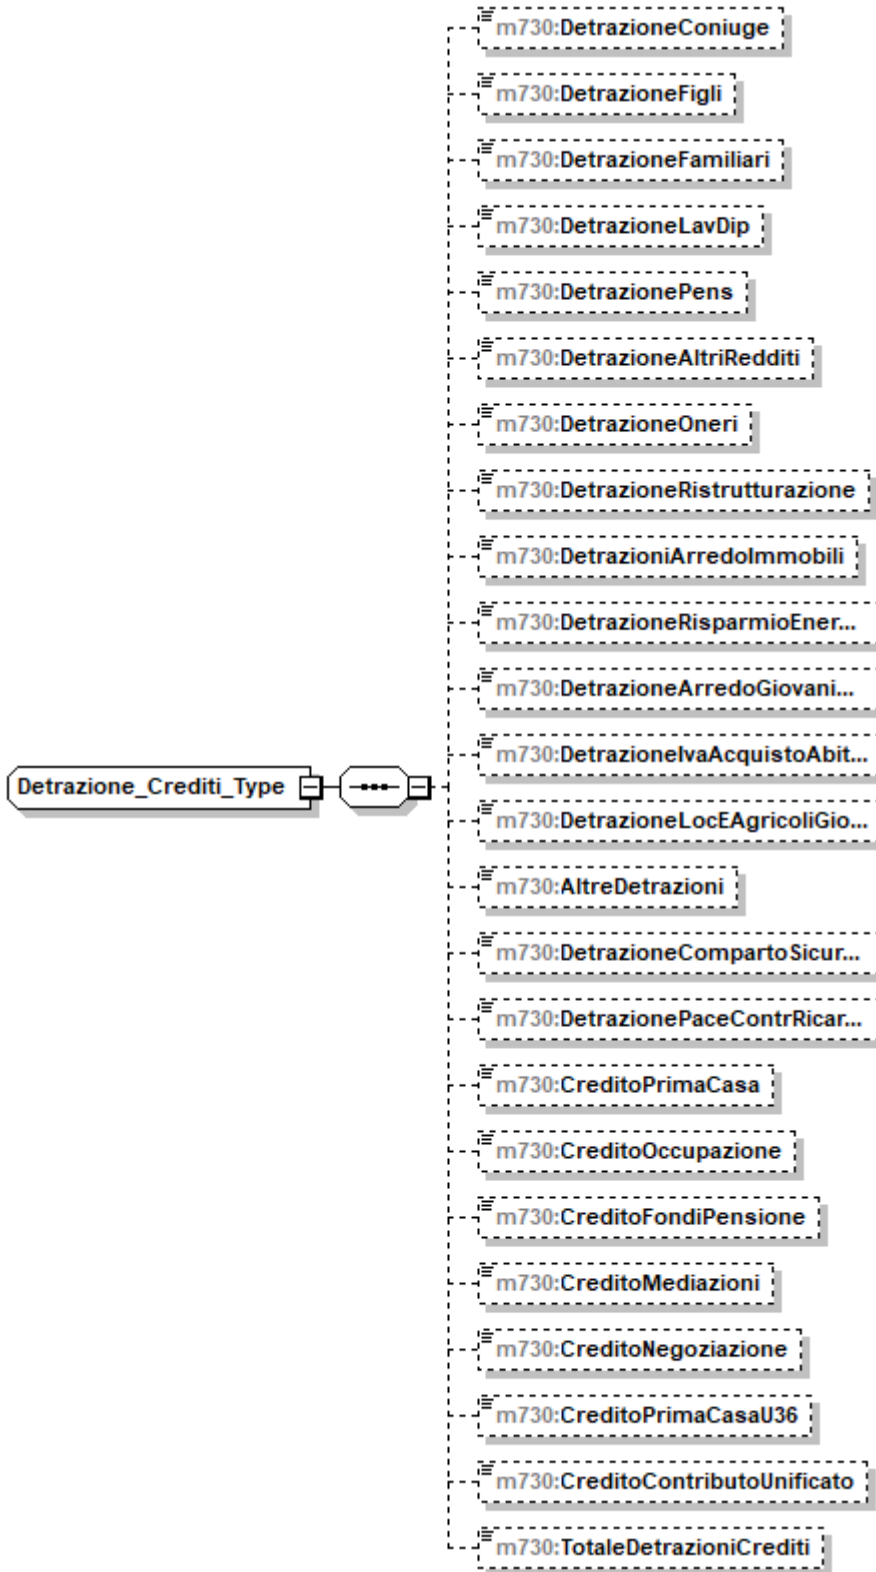 m730:DetrazioneConiuge
m730:DetrazioneFigli
m730:DetrazioneFamiliari
m730:DetrazioneLavDip
m730:DetrazionePens
m730:DetrazioneAltriRedditi
m730:DetrazioneOneri
m730:DetrazioneRistrutturazione
m730:DetrazioniArredoImmobili
m730:DetrazioneRisparmioEner...
m730:DetrazioneArredoGiovani...
m730:DetrazioneIvaAcquistoAbit...
Detrazione_Crediti_Type
m730:DetrazioneLocEAgricoliGio...
m730:AltreDetrazioni
m730:DetrazioneCompartoSicur...
m730:DetrazionePaceContrRicar...
m730:CreditoPrimaCasa
m730:CreditoOccupazione
m730:CreditoFondiPensione
m730:CreditoMediazioni
m730:CreditoNegoziazione
m730:CreditoPrimaCasaU36
m730:CreditoContributoUnificato
m730:TotaleDetrazioniCrediti